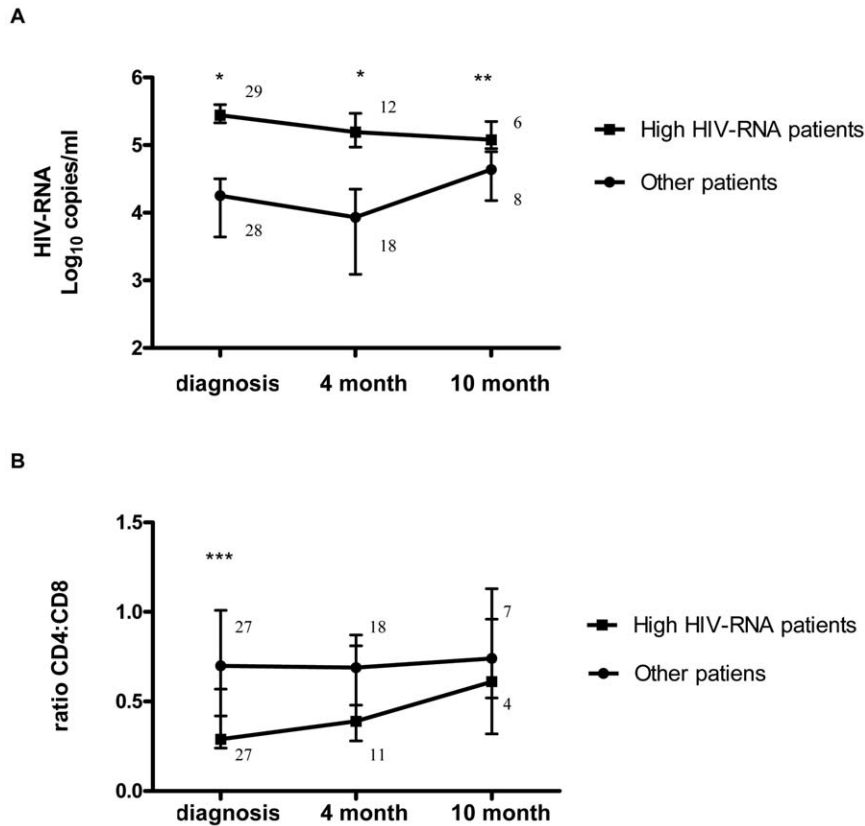 A
* * **
6
29
12
6
High HIV-RNA patients
5
Other patients
HIV-RNA
Log10 copies/ml
4
28
18
8
3
2
diagnosis 4 month 10 month
B
1.5
***
27
18
7
High HIV-RNA patients
1.0
Other patiens
ratio CD4:CD8
0.5
27
11
4
0.0
diagnosis 4 month 10 month